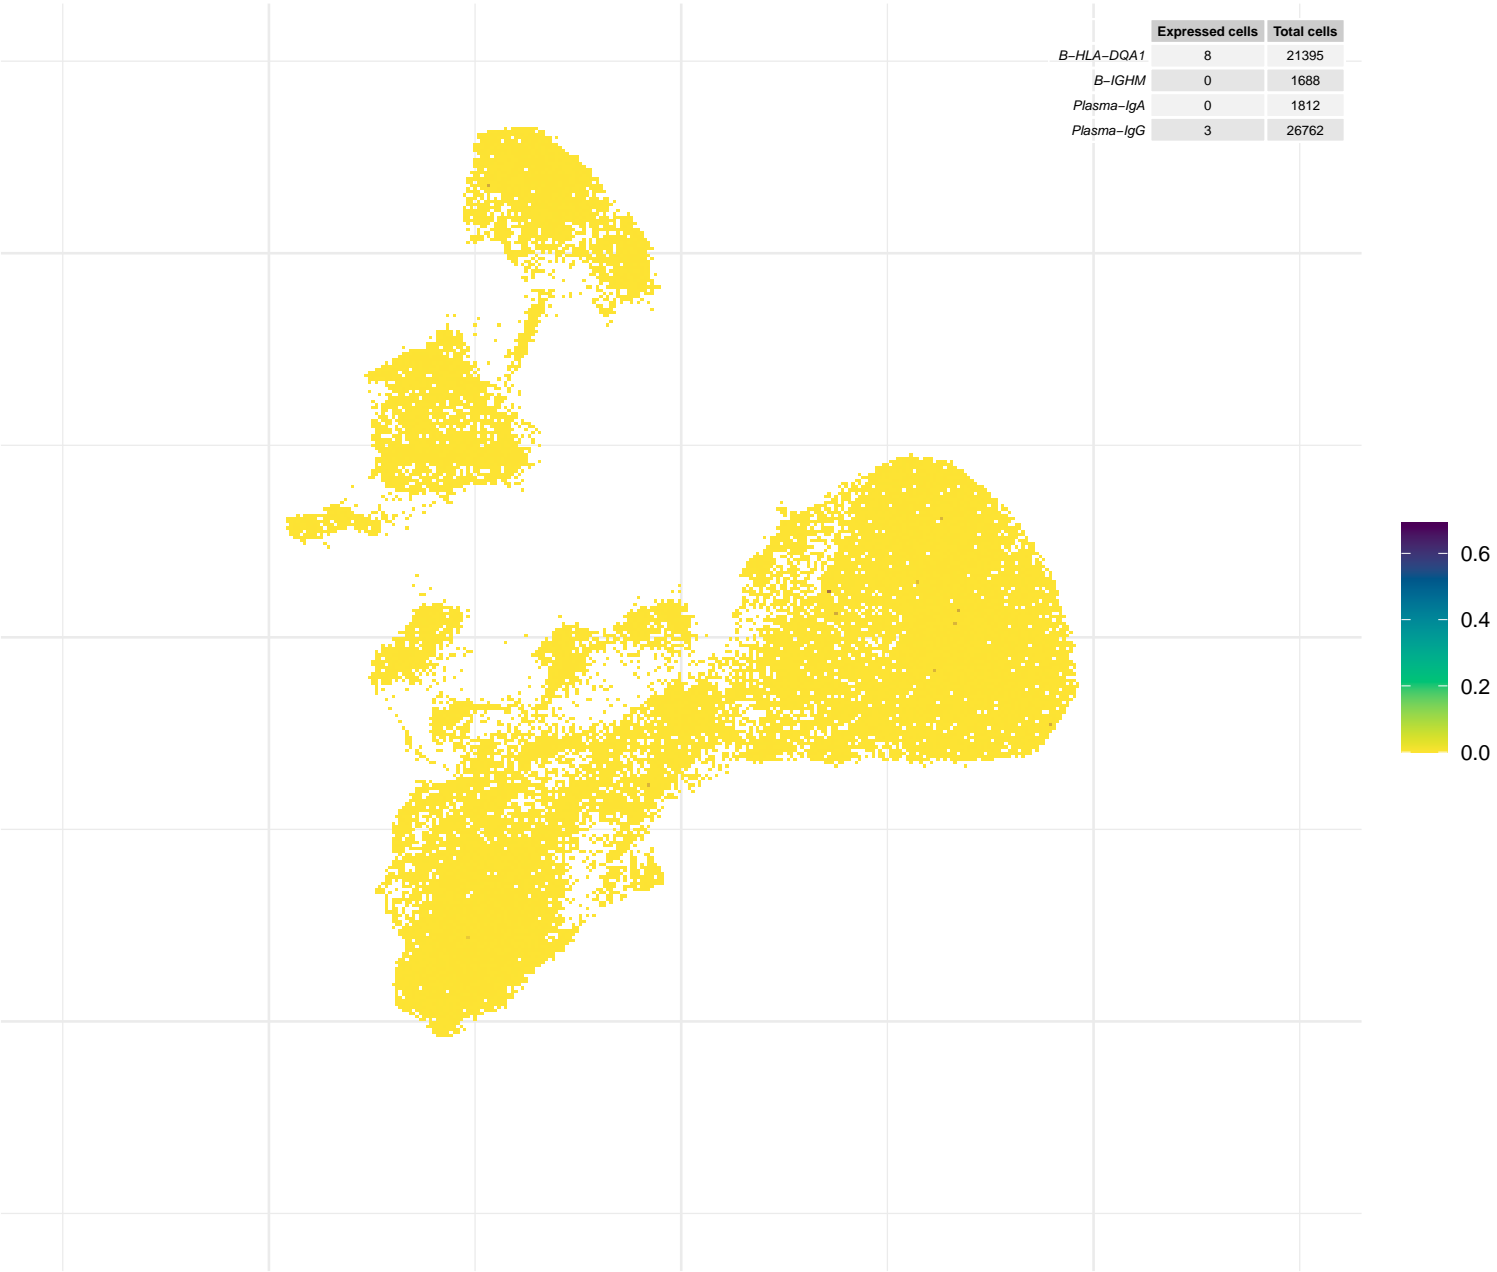 Expressed cells Total cells
B−HLA−DQA1 8 21395
B−IGHM 0 1688
Plasma−IgA 0 1812
Plasma−IgG 3 26762
0.6
0.4
0.2
0.0